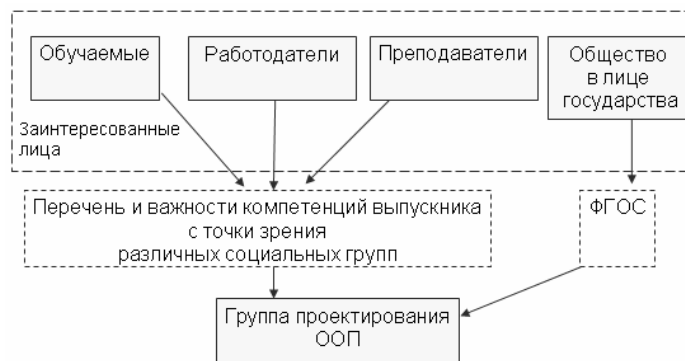 Обучаемые
Работодатели
Преподаватели
Общество
в лице
государства
Заинтересованные
лица
Перечень и важности компетенций выпускника
с точки зрения
различных социальных групп
ФГОС
Группа проектирования
ООП